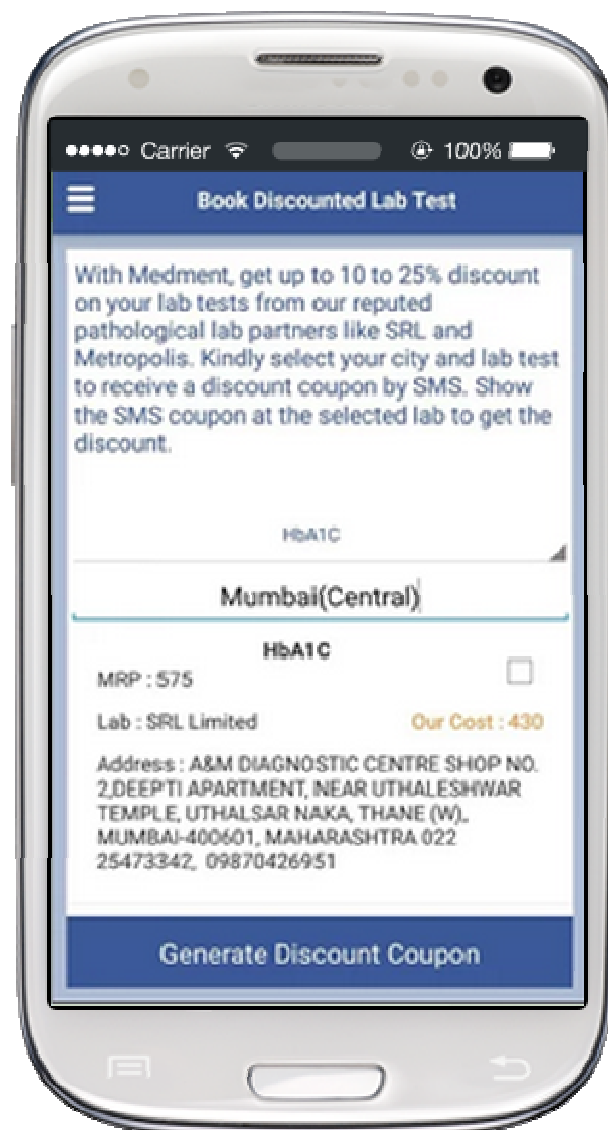 Carrier 100%
Book Discounted Lab Test
With Medment, get up to 10 to 25% discount
on your lab tests from our reputed
pathological lab partners like SRL and
Metropolis. Kindly select your city and lab test
to receive a discount coupon by SMS. Show
the SMS coupon at the selected lab to get the
discount.
HbA1C
Mumbai(Central)
HbA1C
MRP : 575
Lab : SRL Limited Our Cost : 430
Address : A&M DIAGNOSTIC CENTRE SHOP NO.
2,DEEPTI APARTMENT, NEAR UTHALESHWAR
TEMPLE, UTHALSAR NAKA, THANE (W),,
MUMBAI-400601, MAHARASHTRA 022
25473342, 09870426951
Generate Discount Coupon